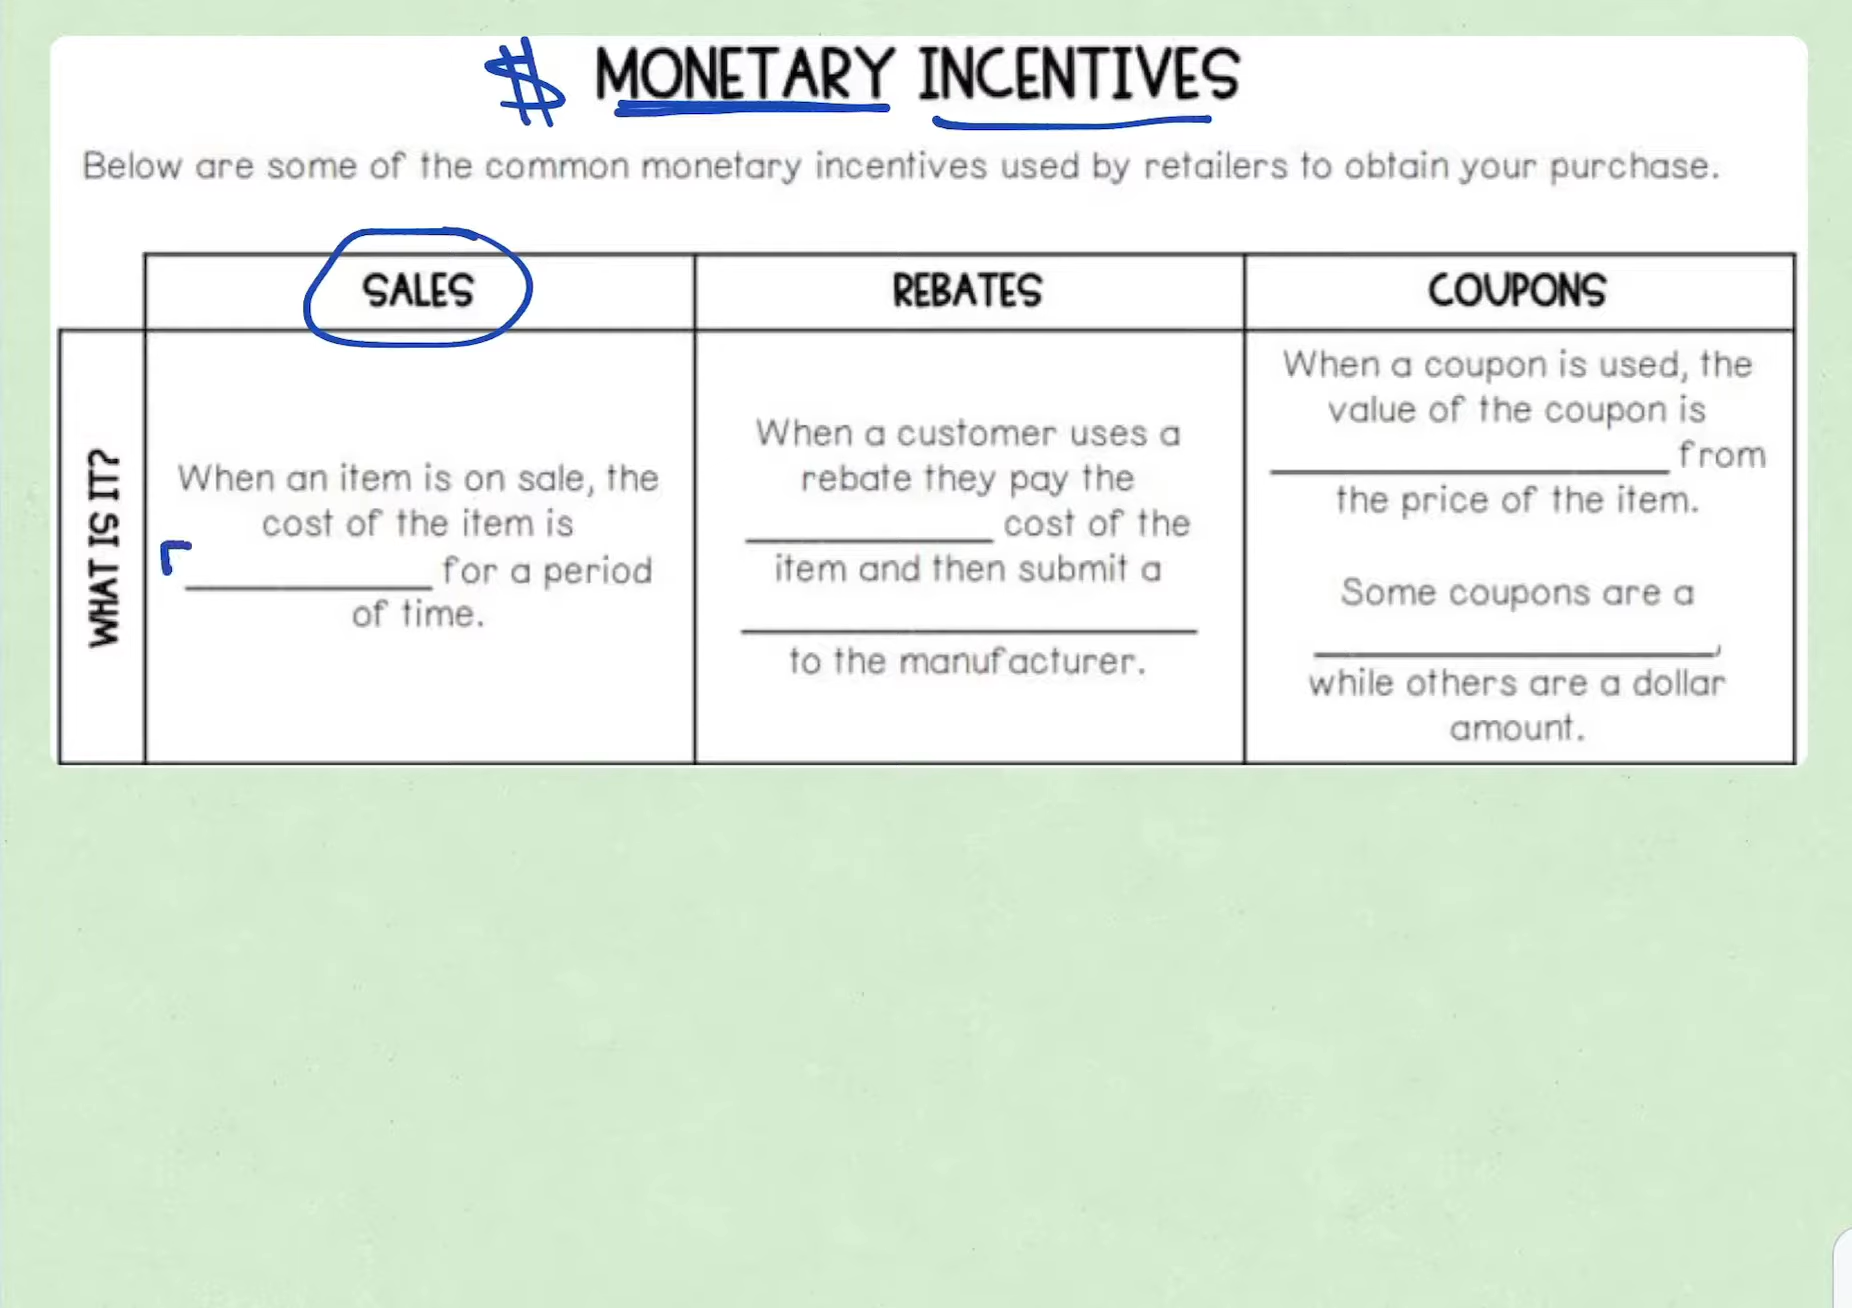 $ MONETARY INCENTIVES
Below are some of the common monetary incentives used by retailers to obtain your purchase.
SALES
REBATES
COUPONS
WHAT IS IT?
When an item is on sale, the
cost of the item is
r____________ for a period
of time.
When a customer uses a
rebate they pay the
____________ cost of the
item and then submit a
____________
to the manufacturer.
When a coupon is used, the
value of the coupon is
____________ from
the price of the item.
Some coupons are a
____________,
while others are a dollar
amount.